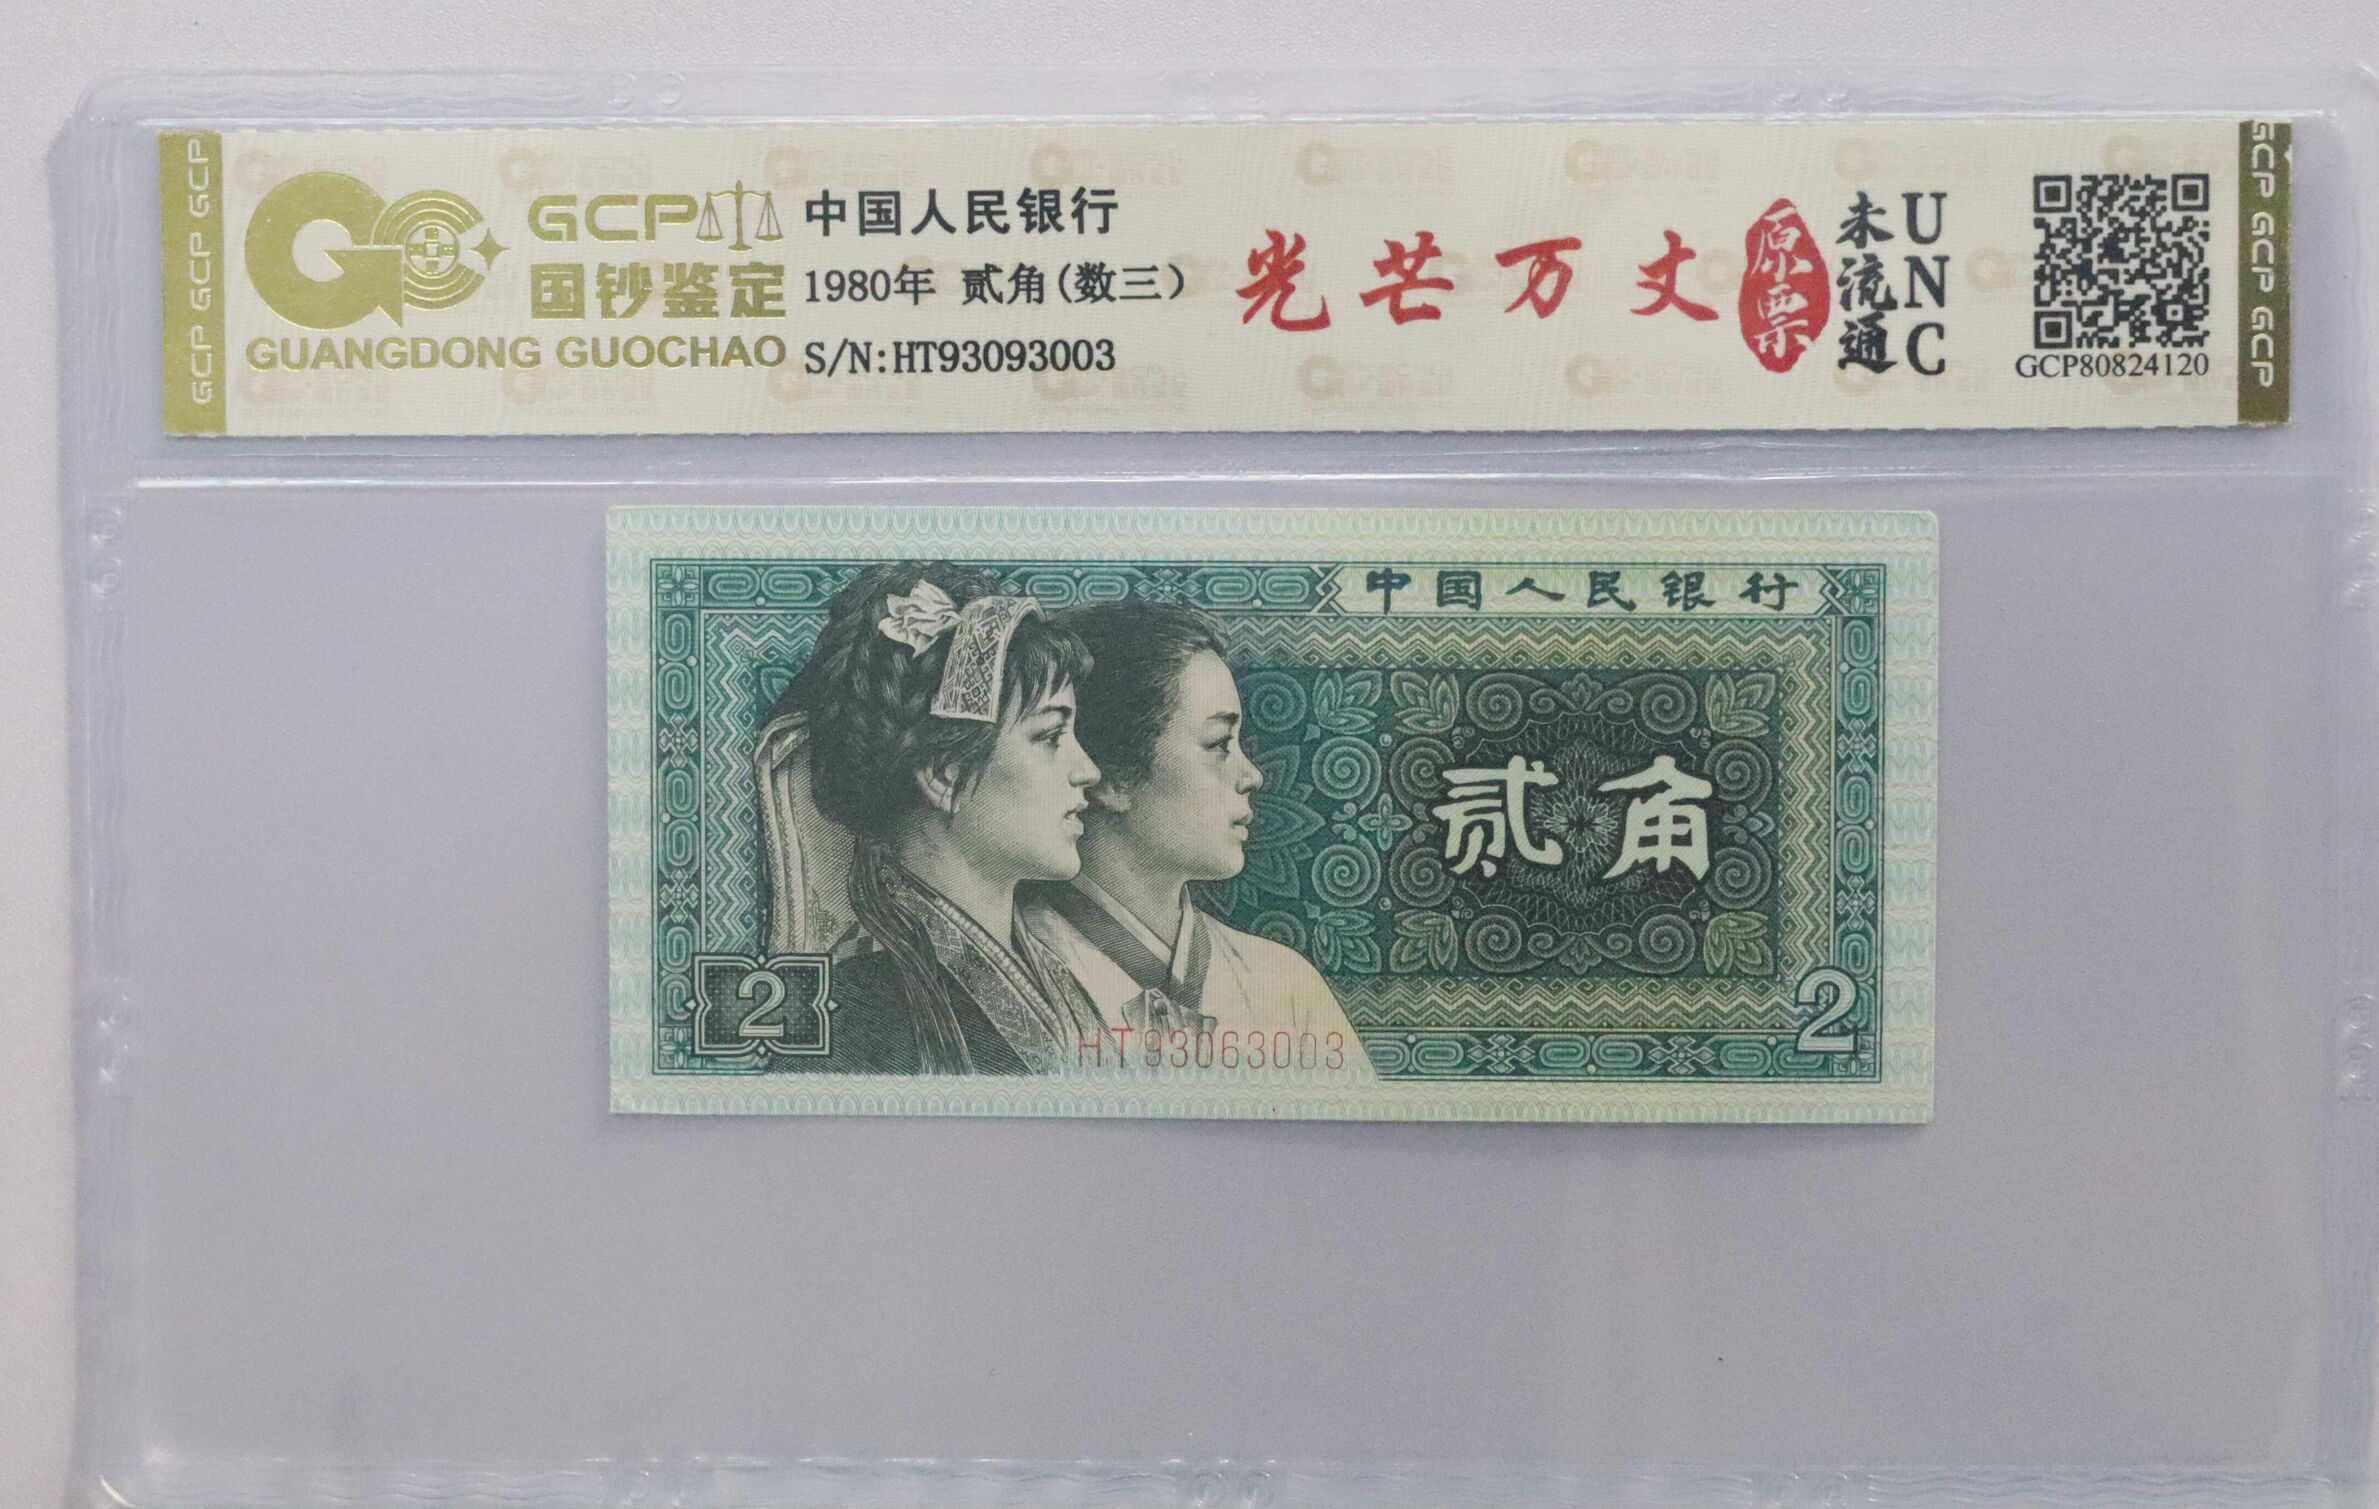 GCP GCP GCP
GCP
国钞鉴定
GUANGDONG GUOCHAO
中国人民银行
1980年 贰角(数三)
S/N:HT93093003
光芒万丈
原票
未流通
UNC
GCP80824120
GCP GCP GCP
中国人民银行
贰角
2
HT93063003
2